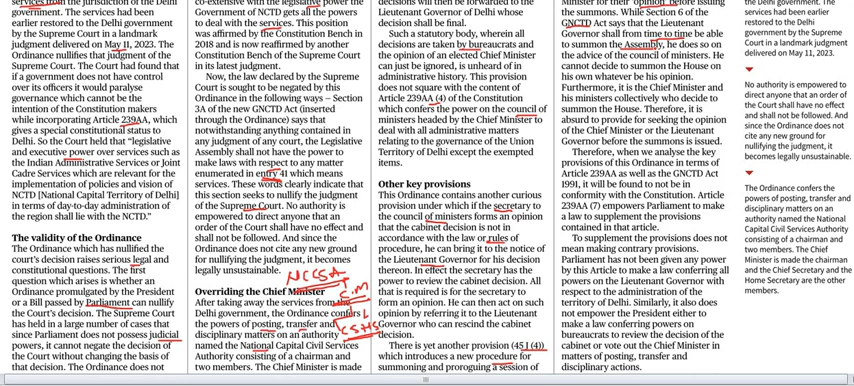 services from the jurisdiction of the Delhi
government. The services had been
earlier restored to the Delhi government
by the Supreme Court in a landmark
judgment delivered on May 11, 2023. The
Ordinance nullifies that judgment of the
Supreme Court. The Court had found that
if a government does not have control
over its officers it would paralyse
governance which cannot be the
intention of the Constitution makers
while incorporating Article 239AA, which
gives a special constitutional status to
Delhi. So the Court held that “legislative
and executive power over services such as
the Indian Administrative Services or Joint
Cadre Services which are relevant for the
implementation of policies and vision of
NCTD [National Capital Territory of Delhi]
in terms of day-to-day administration of
the region shall lie with the NCTD.”
The validity of the Ordinance
The Ordinance which has nullified the
court’s decision raises serious legal and
constitutional questions. The first
question which arises is whether an
Ordinance promulgated by the President
or a Bill passed by Parliament can nullify
the Court’s decision. The Supreme Court
has held in a large number of cases that
since Parliament does not possess judicial
powers, it cannot negate the decision of
the Court without changing the basis of
that decision. The Ordinance does not
co-extensive with the legislative power the
Government of NCTD gets all the powers
to deal with the services. This position
was affirmed by the Constitution Bench in
2018 and is now reaffirmed by another
Constitution Bench of the Supreme Court
in its latest judgment.
Now, the law declared by the Supreme
Court is sought to be negated by this
Ordinance in the following ways – Section
3A of the new GNCTD Act (inserted
through the Ordinance) says that
notwithstanding anything contained in
any judgment of any court, the Legislative
Assembly shall not have the power to
make laws with respect to any matter
enumerated in entry 41 which means
services. These words clearly indicate that
this section seeks to nullify the judgment
of the Supreme Court. No authority is
empowered to direct anyone that an
order of the Court shall have no effect and
shall not be followed. And since the
Ordinance does not cite any new ground
for nullifying the judgment, it becomes
legally unsustainable.
NCCSA
Overriding the Chief Minister
C.M
After taking away the services from the
Delhi government, the Ordinance confers
the powers of posting, transfer and
CS HS
disciplinary matters on an authority
named the National Capital Civil Services
Authority consisting of a chairman and
two members. The Chief Minister is made
decisions will then be forwarded to the
Lieutenant Governor of Delhi whose
decision shall be final.
Such a statutory body, wherein all
decisions are taken by bureaucrats and
the opinion of an elected Chief Minister
can just be ignored, is unheard of in
administrative history. This provision
does not square with the content of
Article 239AA (4) of the Constitution
which confers the power on the council of
ministers headed by the Chief Minister to
deal with all administrative matters
relating to the governance of the Union
Territory of Delhi except the exempted
items.
Other key provisions
This Ordinance contains another curious
provision under which if the secretary to
the council of ministers forms an opinion
that the cabinet decision is not in
accordance with the law or rules of
procedure, he can bring it to the notice of
the Lieutenant Governor for his decision
thereon. In effect the secretary has the
power to review the cabinet decision. All
that is required is for the secretary to
form an opinion. He can then act on such
opinion by referring it to the Lieutenant
Governor who can rescind the cabinet
decision.
There is yet another provision (45 I (4))
which introduces a new procedure for
summoning and proroguing a session of
Minister for their opinion before issuing
the summons. While Section 6 of the
GNCTD Act says that the Lieutenant
Governor shall from time to time be able
to summon the Assembly, he does so on
the advice of the council of ministers. He
cannot decide to summon the House on
his own whatever be his opinion.
Furthermore, it is the Chief Minister and
his ministers collectively who decide to
summon the House. Therefore, it is
absurd to provide for seeking the opinion
of the Chief Minister or the Lieutenant
Governor before the summons is issued.
Therefore, when we analyse the key
provisions of this Ordinance in terms of
Article 239AA as well as the GNCTD Act
1991, it will be found to not be in
conformity with the Constitution. Article
239AA (7) empowers Parliament to make
a law to supplement the provisions
contained in that article.
To supplement the provisions does not
mean making contrary provisions.
Parliament has not been given any power
by this Article to make a law conferring all
powers on the Lieutenant Governor with
respect to the administration of the
territory of Delhi. Similarly, it also does
not empower the President either to
make a law conferring powers on
bureaucrats to review the decision of the
cabinet or vote out the Chief Minister in
matters of posting, transfer and
disciplinary actions.
the Delhi government. The
services had been earlier
restored to the Delhi
government by the Supreme
Court in a landmark judgment
delivered on May 11, 2023.
No authority is empowered to
direct anyone that an order of
the Court shall have no effect
and shall not be followed. And
since the Ordinance does not
cite any new ground for
nullifying the judgment, it
becomes legally unsustainable.
The Ordinance confers the
powers of posting, transfer and
disciplinary matters on an
authority named the National
Capital Civil Services Authority
consisting of a chairman and
two members. The Chief
Minister is made the chairman
and the Chief Secretary and the
Home Secretary are the other
members.